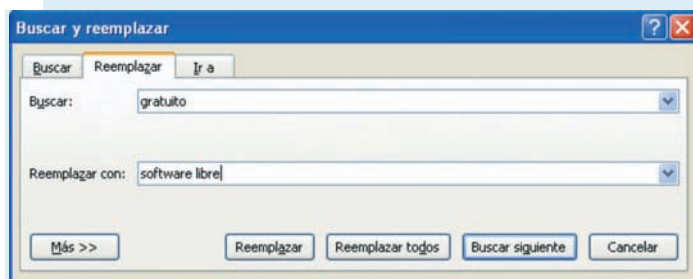 Buscar y reemplazar
Buscar Reemplazar Ir a
Buscar: gratuito
Reemplazar con: software libre
Más >> Reemplazar Reemplazar todos Buscar siguiente Cancelar